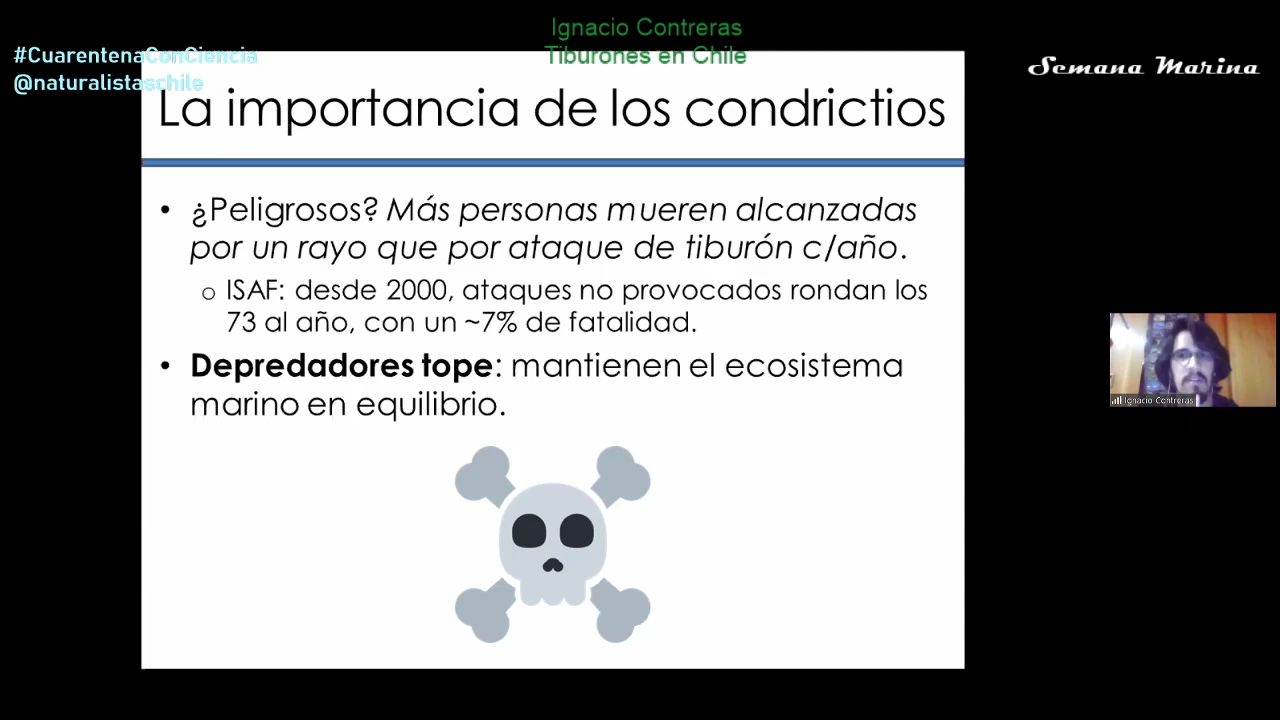 Ignacio Contreras
Tiburones en Chile
#CuarentenaConCiencia
@naturalistaschile
Semana Marina
La importancia de los condrictios
• ¿Peligrosos? Más personas mueren alcanzadas
por un rayo que por ataque de tiburón c/año.
o ISAF: desde 2000, ataques no provocados rondan los
73 al año, con un ~7% de fatalidad.
• Depredadores tope: mantienen el ecosistema
marino en equilibrio.
Ignacio Contreras